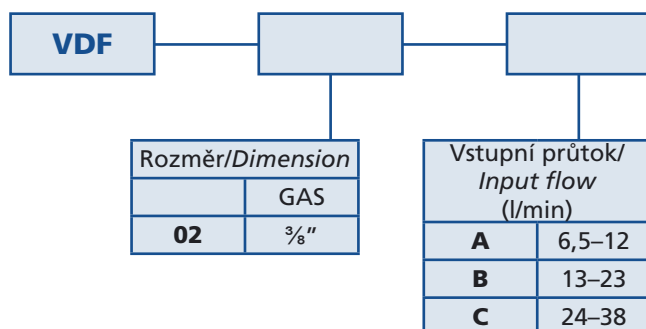 VDF
Rozměr/Dimension
GAS
02 ⅜"
Vstupní průtok/
Input flow
(l/min)
A 6,5–12
B 13–23
C 24–38